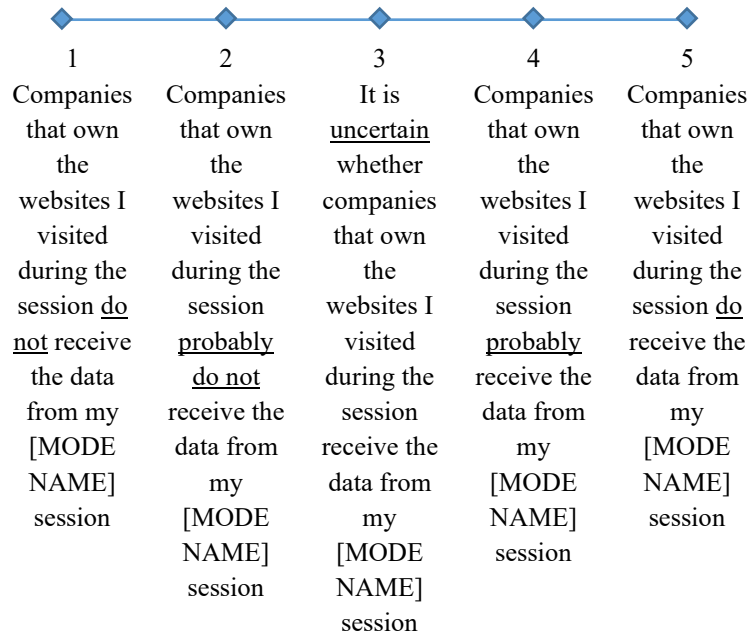 1
Companies
that own
the
websites I
visited
during the
session do
not receive
the data
from my
[MODE
NAME]
session
2
Companies
that own
the
websites I
visited
during the
session
probably
do not
receive the
data from
my
[MODE
NAME]
session
3
It is
uncertain
whether
companies
that own
the
websites I
visited
during the
session
receive the
data from
my
[MODE
NAME]
session
4
Companies
that own
the
websites I
visited
during the
session
probably
receive the
data from
my
[MODE
NAME]
session
5
Companies
that own
the
websites I
visited
during the
session do
receive the
data from
my
[MODE
NAME]
session